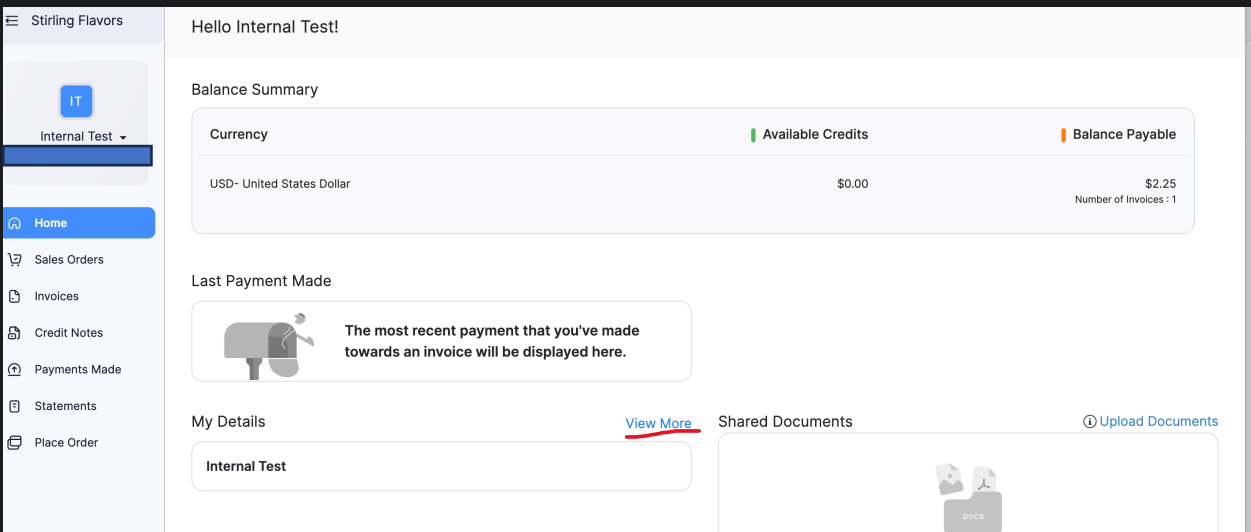 Stirling Flavors
Hello Internal Test!
IT
Internal Test
Home
Sales Orders
Invoices
Credit Notes
Payments Made
Statements
Place Order
Balance Summary
Currency Available Credits Balance Payable
USD- United States Dollar $0.00 $2.25
Number of Invoices : 1
Last Payment Made
The most recent payment that you've made
towards an invoice will be displayed here.
My Details View More
Internal Test
Shared Documents Upload Documents
DOCS